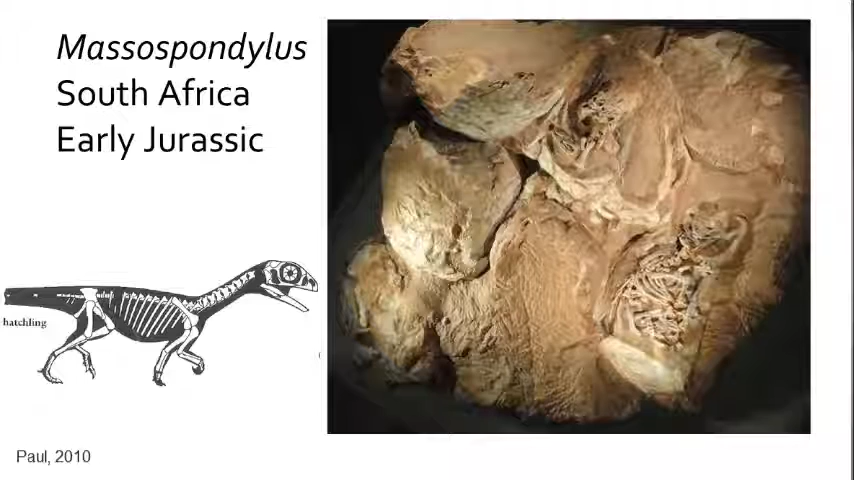 Massospondylus
South Africa
Early Jurassic
hatchling
Paul, 2010